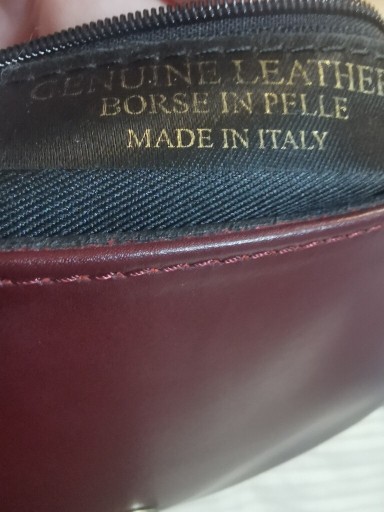 GENUINE LEATHER
BORSE IN PELLE
MADE IN ITALY